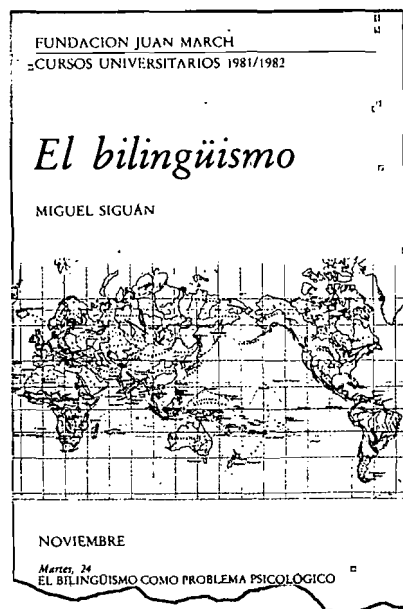 FUNDACION JUAN MARCH
CURSOS UNIVERSITARIOS 1981/1982
El bilingüismo
MIGUEL SIGUÁN
NOVIEMBRE
Martes, 24
EL BILINGÜISMO COMO PROBLEMA PSICOLÓGICO